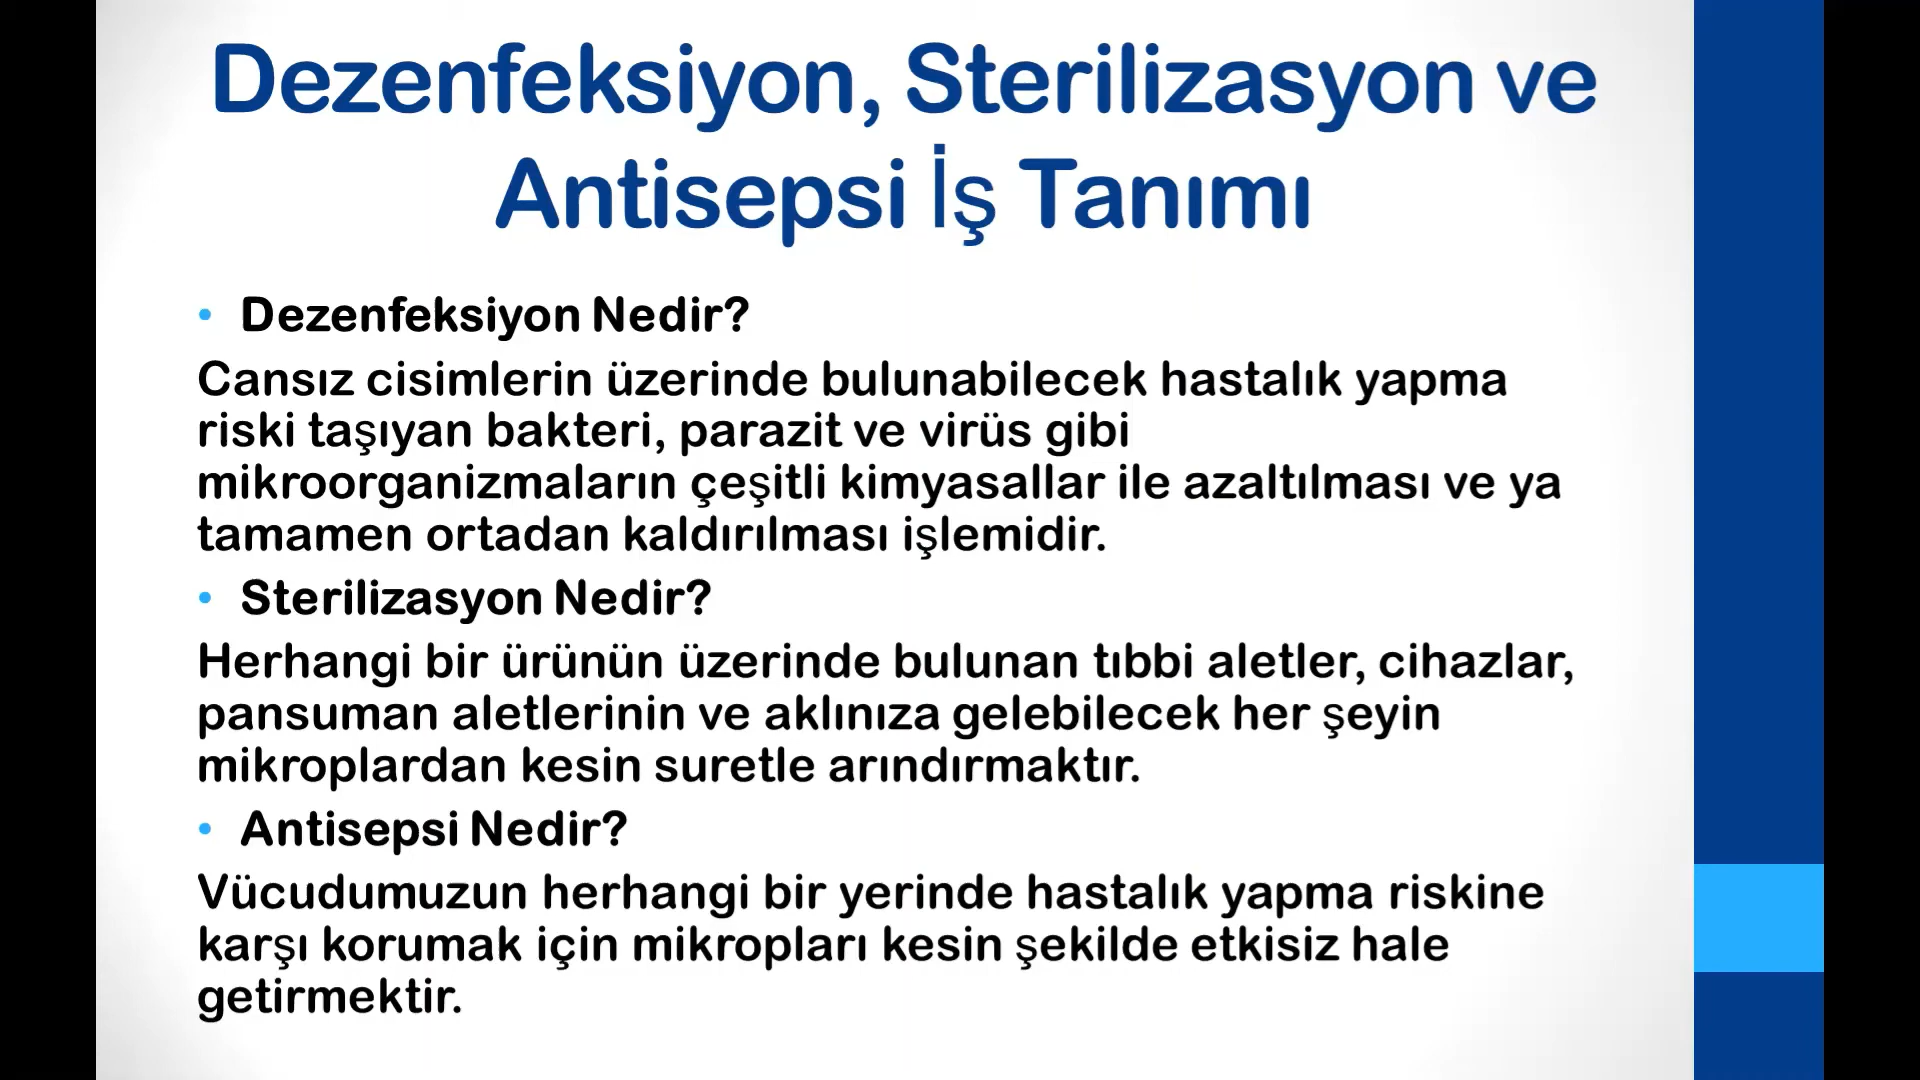 Dezenfeksiyon, Sterilizasyon ve
Antisepsi İş Tanımı
• Dezenfeksiyon Nedir?
Cansız cisimlerin üzerinde bulunabilecek hastalık yapma
riski taşıyan bakteri, parazit ve virüs gibi
mikroorganizmaların çeşitli kimyasallar ile azaltılması ve ya
tamamen ortadan kaldırılması işlemidir.
• Sterilizasyon Nedir?
Herhangi bir ürünün üzerinde bulunan tıbbi aletler, cihazlar,
pansuman aletlerinin ve aklınıza gelebilecek her şeyin
mikroplardan kesin suretle arındırmaktır.
• Antisepsi Nedir?
Vücudumuzun herhangi bir yerinde hastalık yapma riskine
karşı korumak için mikropları kesin şekilde etkisiz hale
getirmektir.